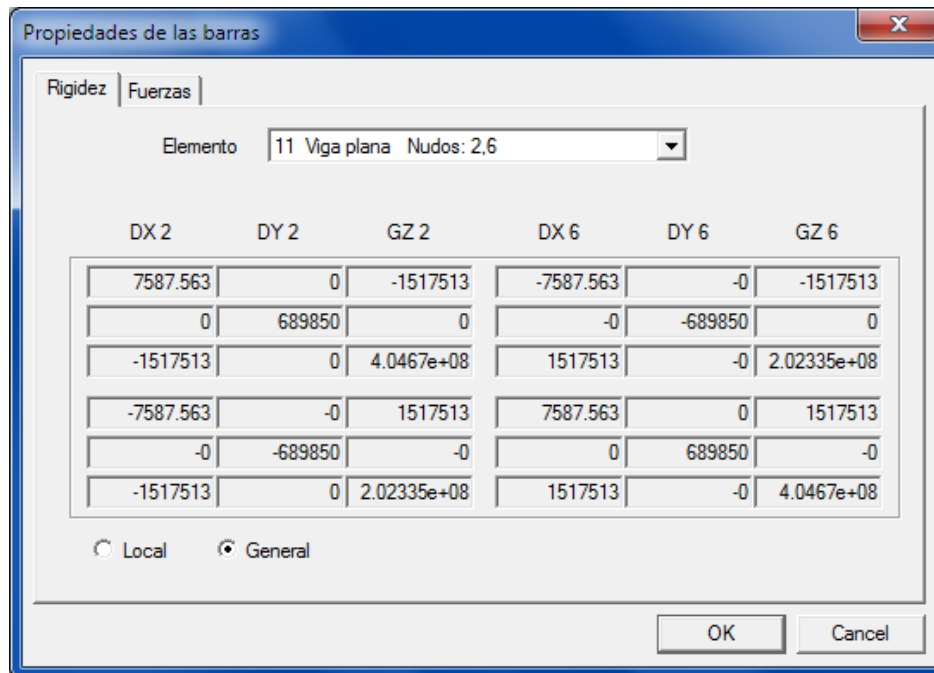 Propiedades de las barras
Rigidez Fuerzas
Elemento 11 Viga plana Nudos: 2,6
DX 2 DY 2 GZ 2 DX 6 DY 6 GZ 6
7587.563 0 -1517513 -7587.563 -0 -1517513
0 689850 0 -0 -689850 0
-1517513 0 4.0467e+08 1517513 -0 2.02335e+08
-7587.563 -0 1517513 7587.563 0 1517513
-0 -689850 -0 0 689850 -0
-1517513 0 2.02335e+08 1517513 -0 4.0467e+08
Local General
OK Cancel